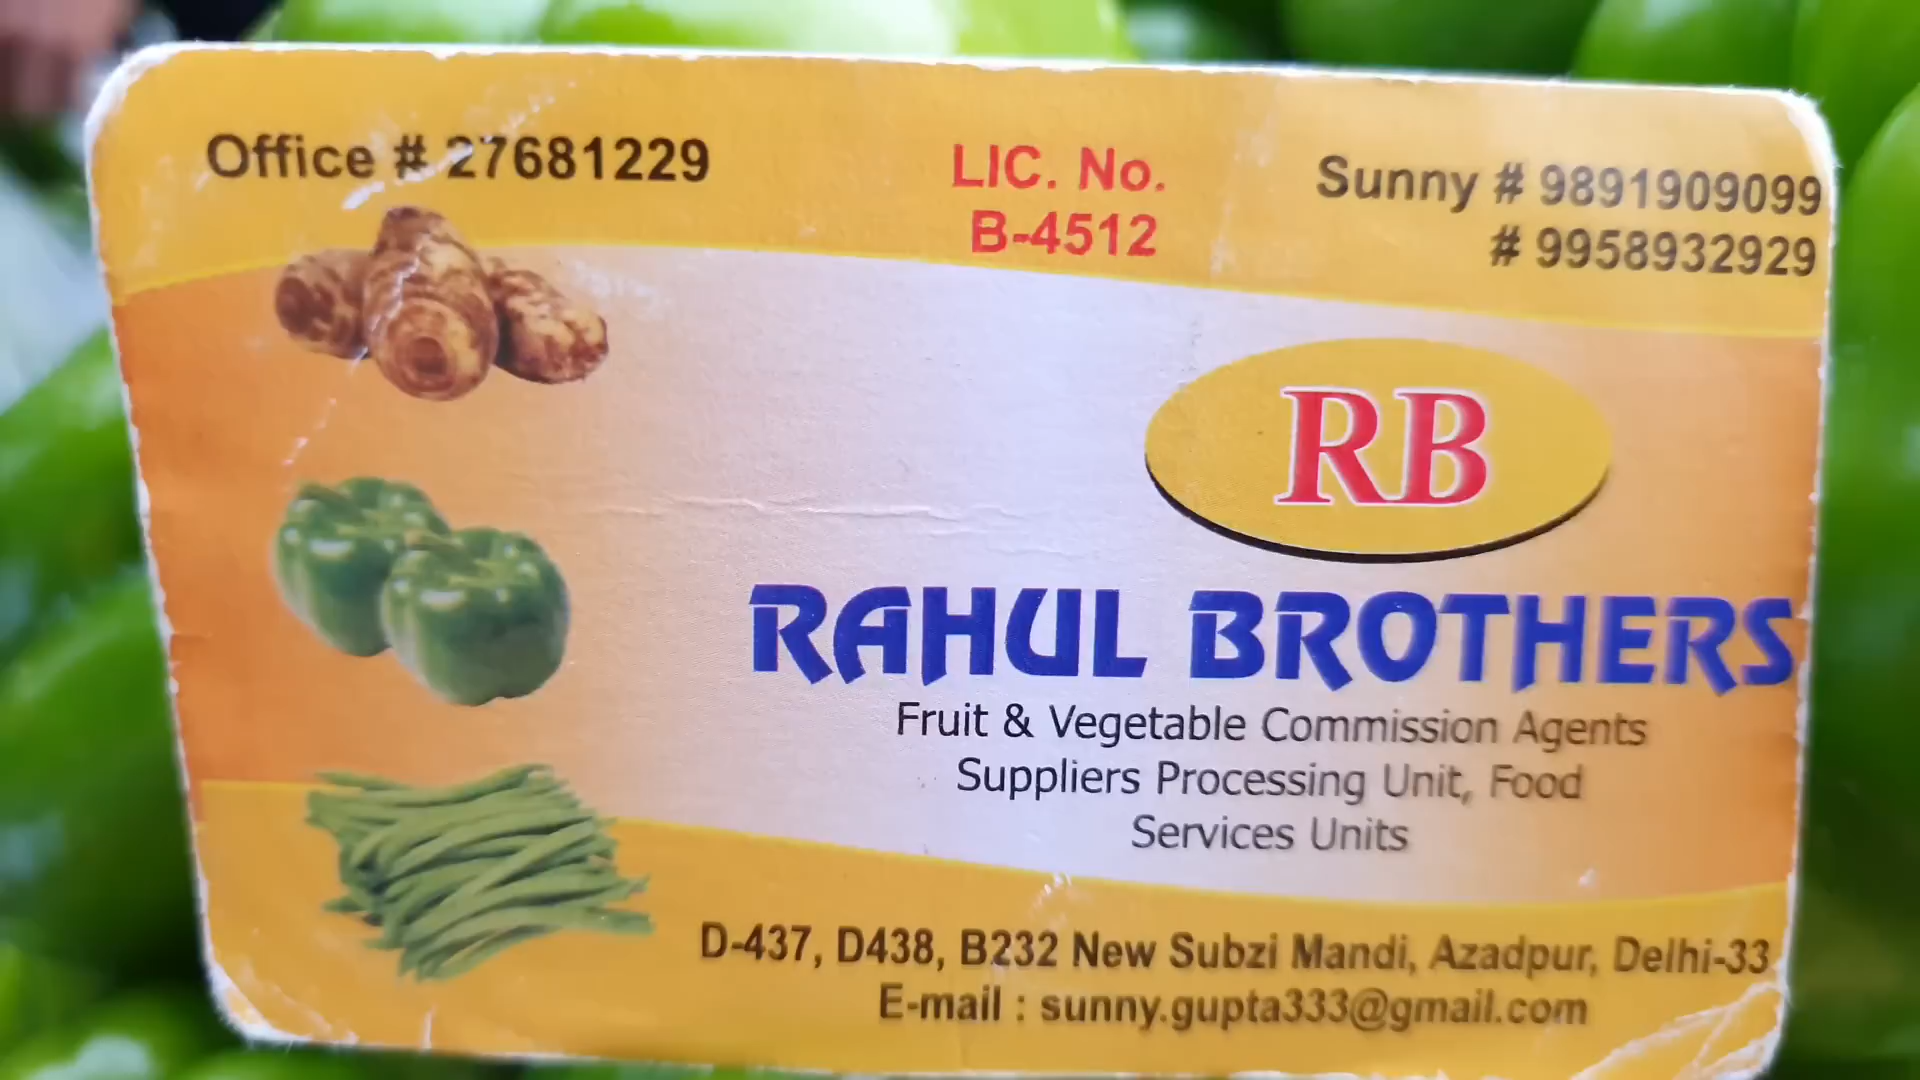 Office # 27681229
LIC. No.
B-4512
Sunny # 9891909099
# 9958932929
RB
RAHUL BROTHERS
Fruit & Vegetable Commission Agents
Suppliers Processing Unit, Food
Services Units
D-437, D438, B232 New Subzi Mandi, Azadpur, Delhi-33
E-mail : sunny.gupta333@gmail.com